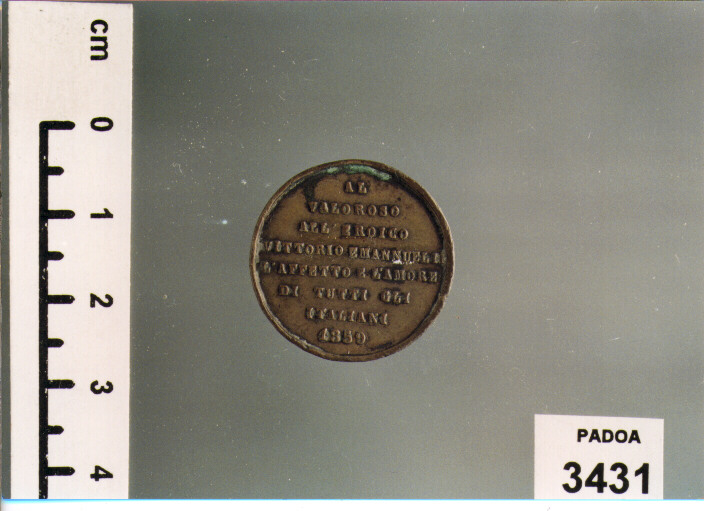 cm
0
1
2
3
4
AL
VALOROSO
ALL'EROICO
VITTORIO EMANNUELE
L'AFFETTO E L'AMORE
DI TUTTI GLI
ITALIANI
1859
PADOA
3431